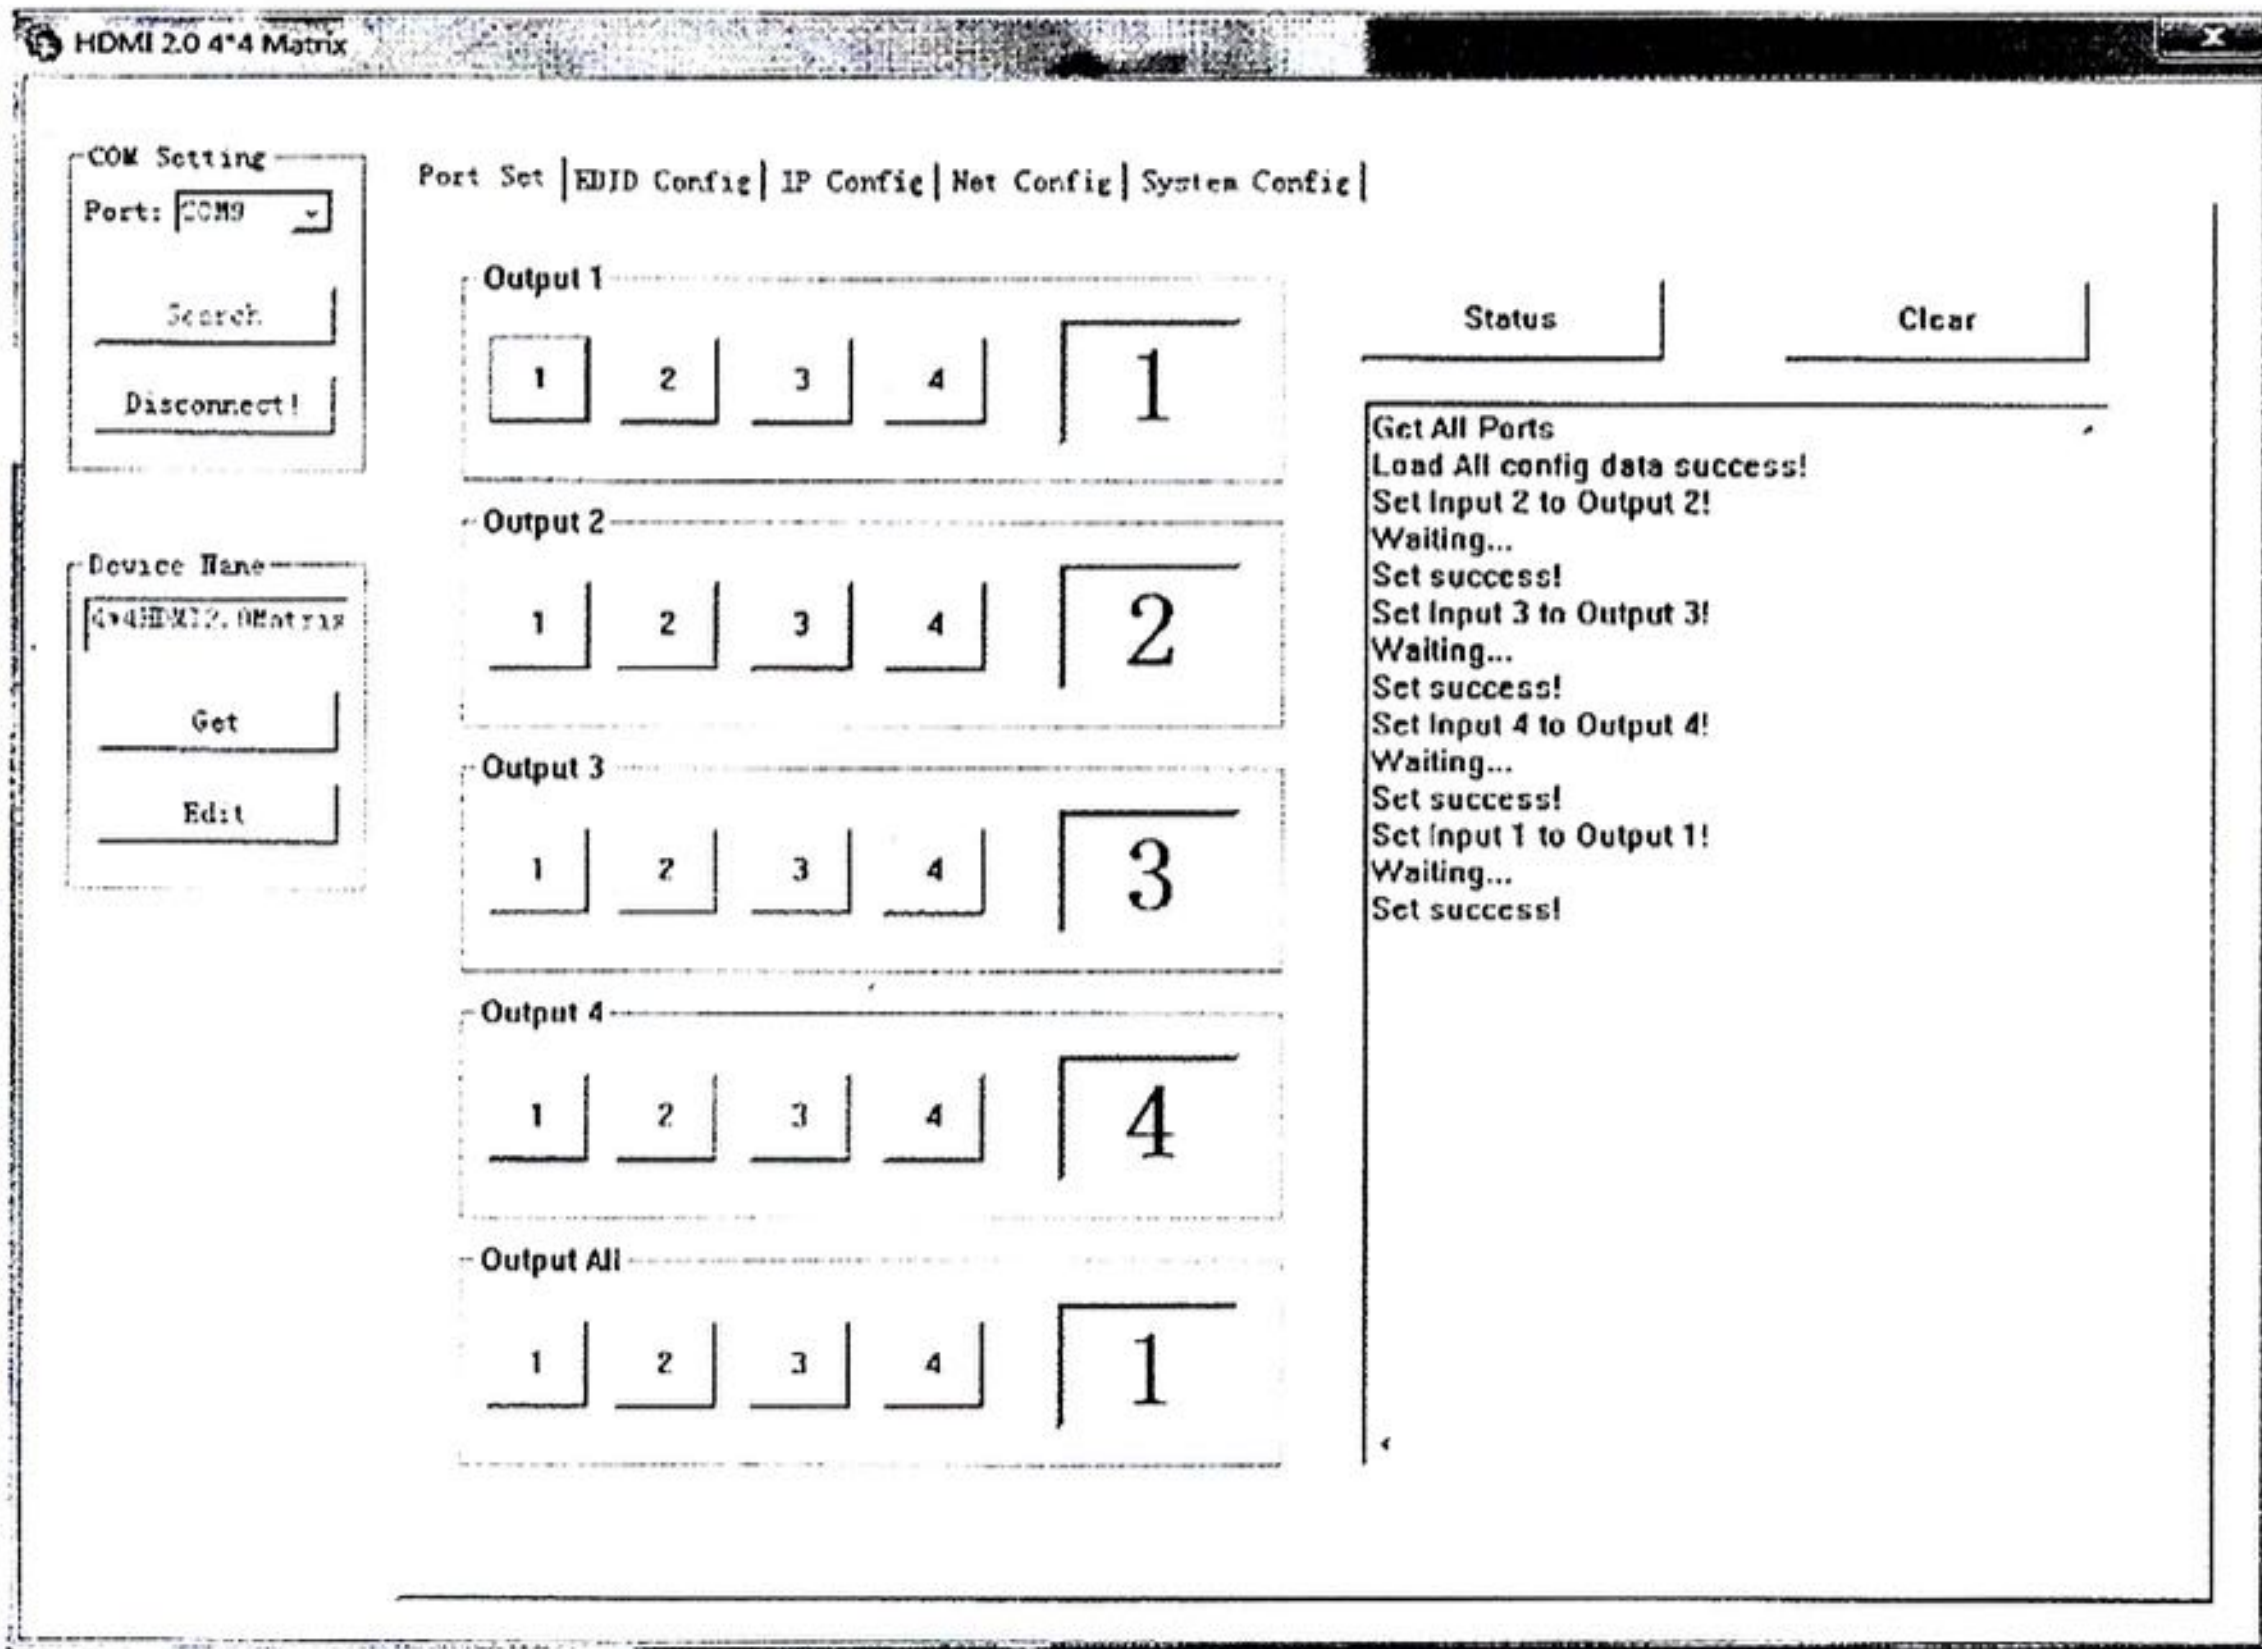 HDMI 2.0 4*4 Matrix
COM Setting
Port: COM9
Search
Disconnect!
Device Name
4x4HDMI2.0Matrix
Get
Edit
Port Set EDID Config IP Config Net Config System Config
Output 1
1 2 3 4 1
Output 2
1 2 3 4 2
Output 3
1 2 3 4 3
Output 4
1 2 3 4 4
Output All
1 2 3 4 1
Status Clear
Get All Ports
Load All config data success!
Set Input 2 to Output 2!
Waiting...
Set success!
Set Input 3 to Output 3!
Waiting...
Set success!
Set Input 4 to Output 4!
Waiting...
Set success!
Set Input 1 to Output 1!
Waiting...
Set success!